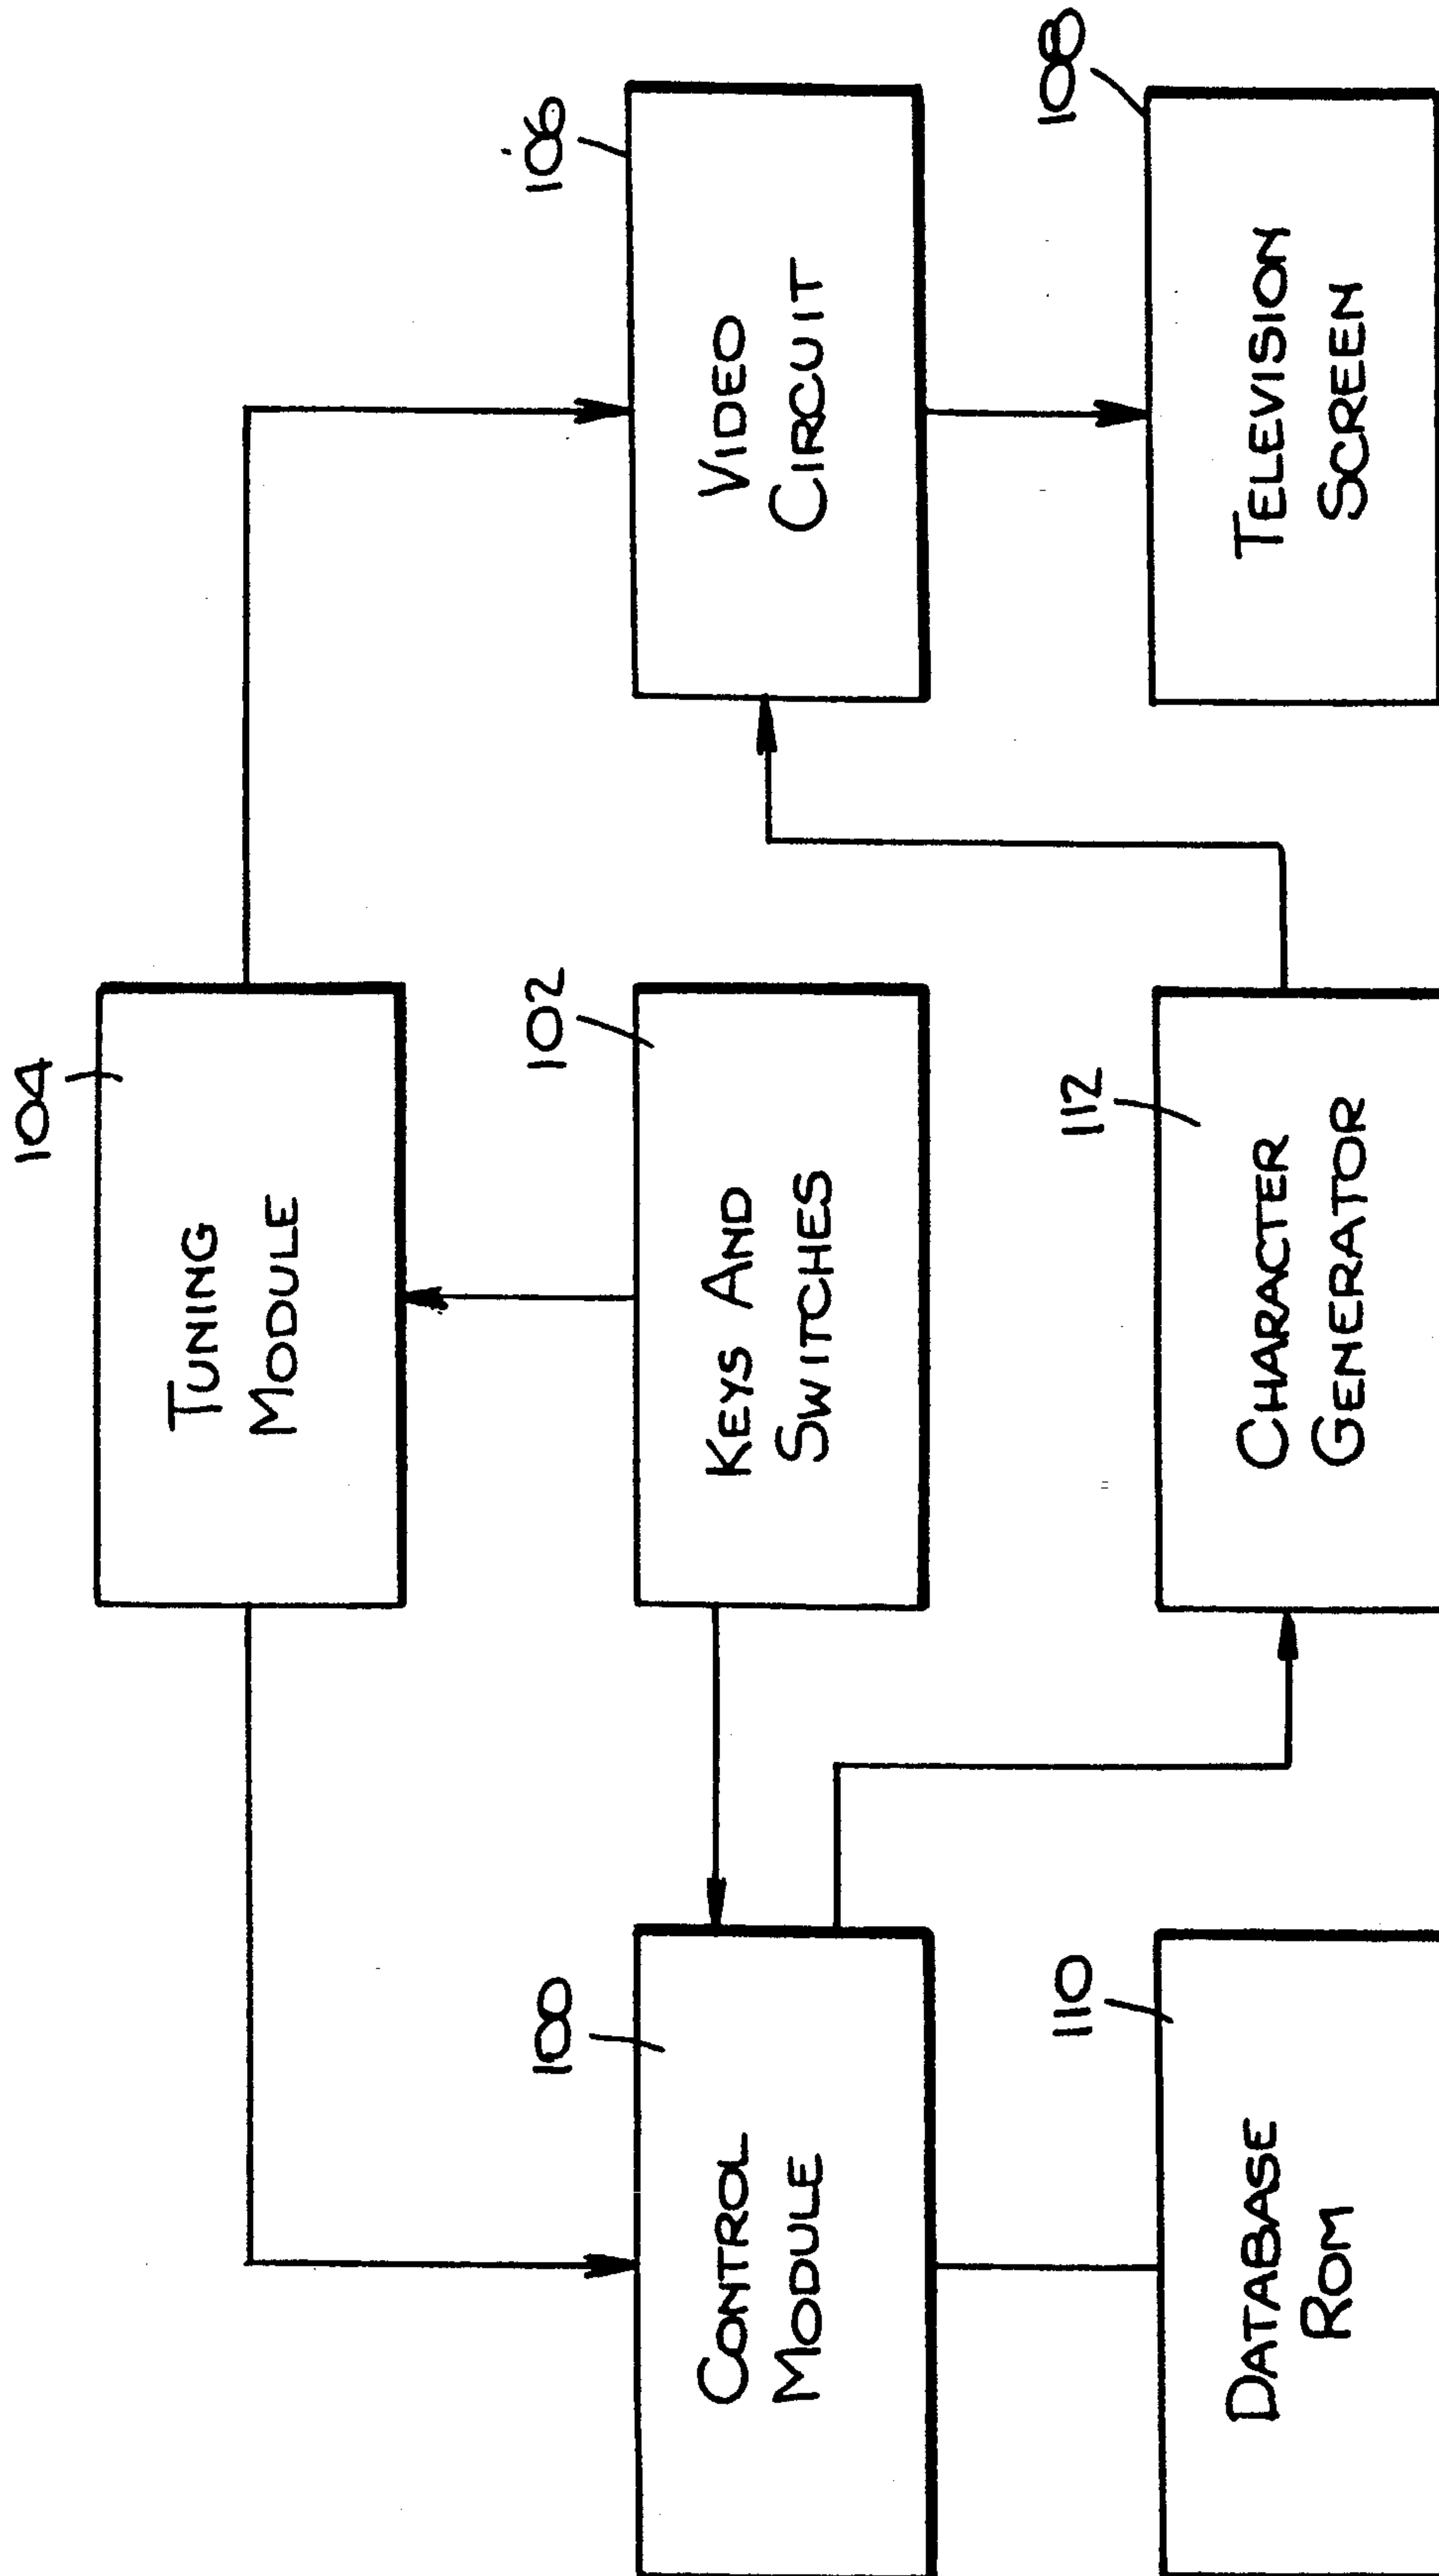 104
TUNING
MODULE
100
CONTROL
MODULE
102
KEYS AND
SWITCHES
106
VIDEO
CIRCUIT
110
DATABASE
ROM
112
CHARACTER
GENERATOR
108
TELEVISION
SCREEN